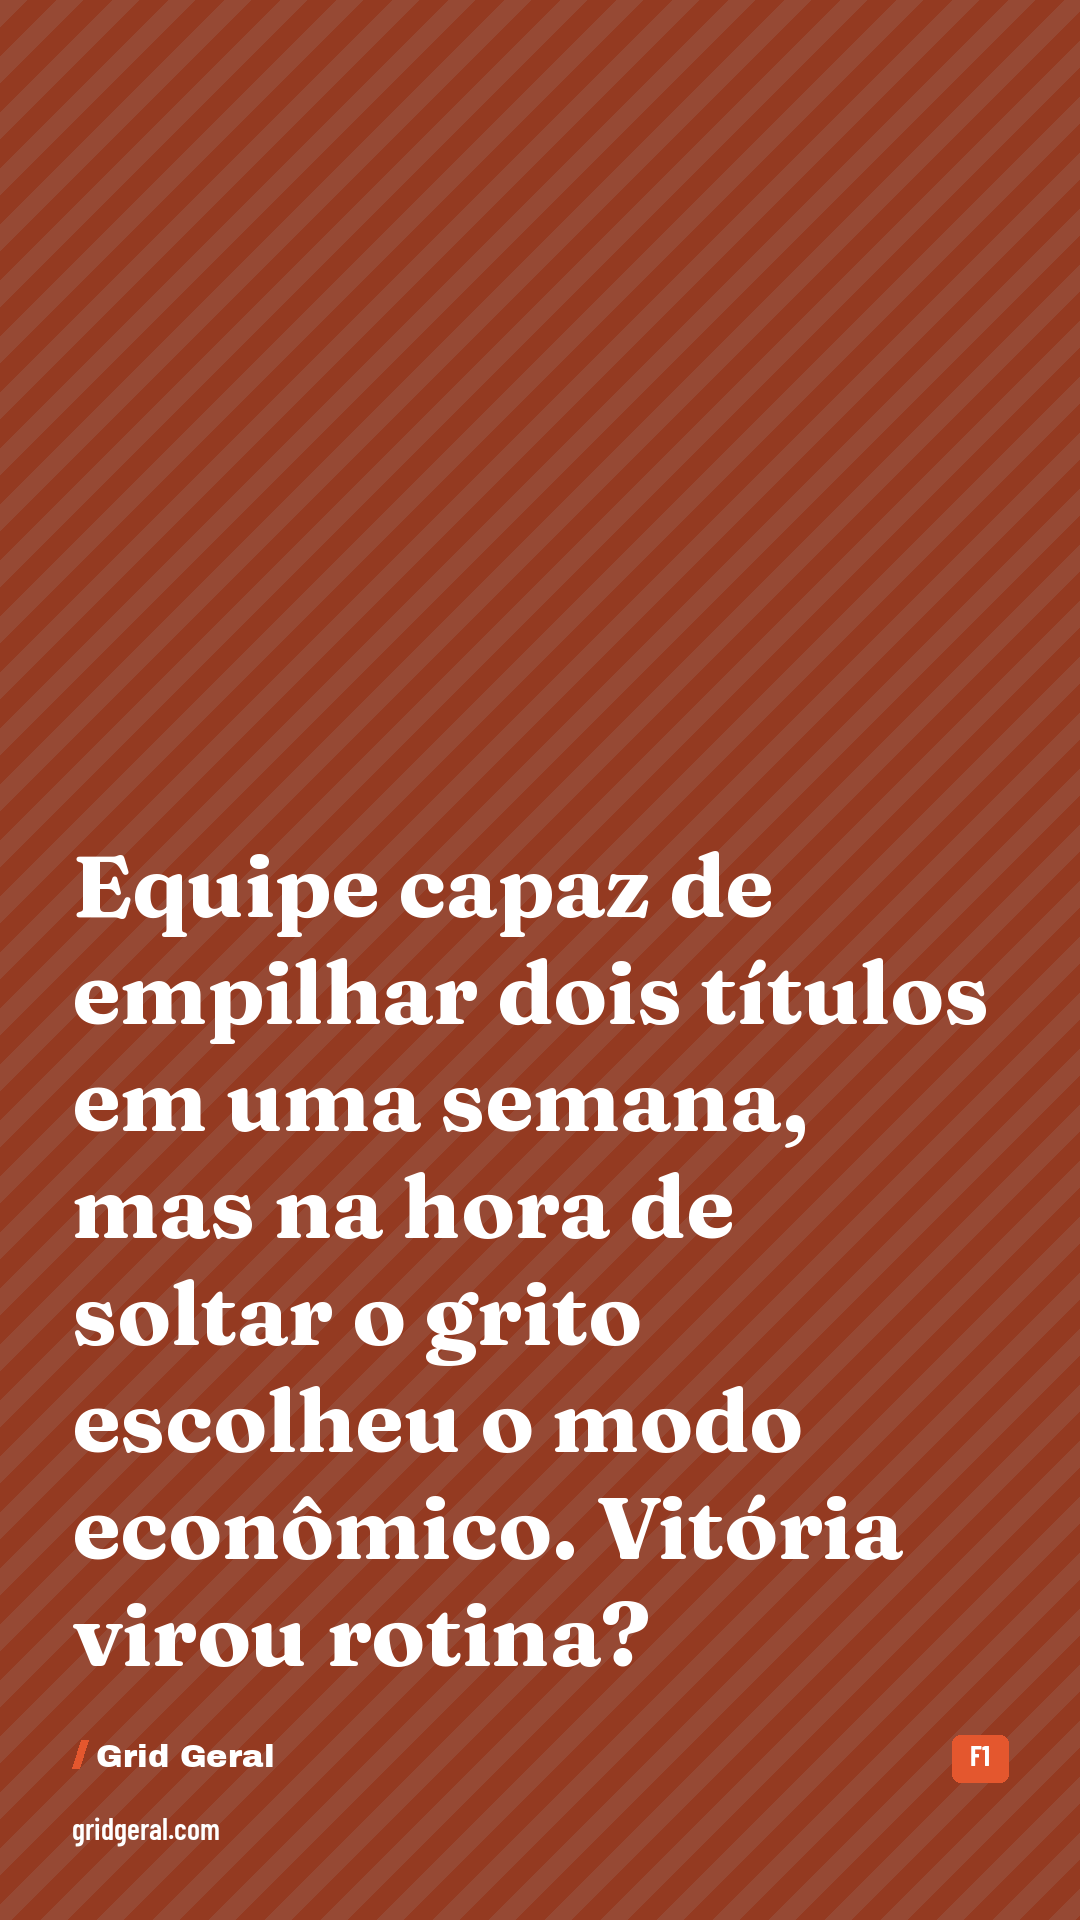 Equipe capaz de
empilhar dois títulos
em uma semana,
mas na hora de
soltar o grito
escolheu o modo
econômico. Vitória
virou rotina?
Grid Geral
F1
gridgeral.com